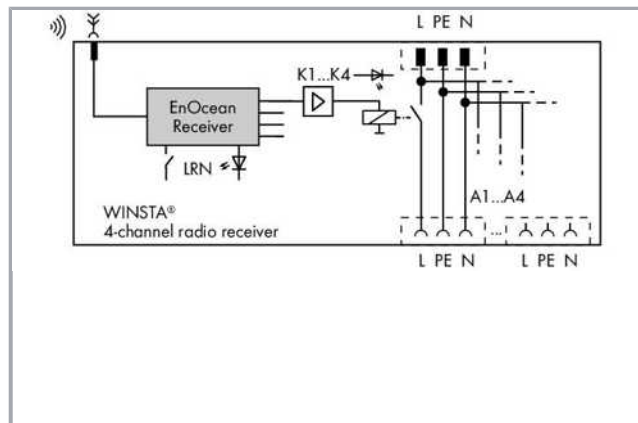 L PE N
K1...K4
EnOcean
Receiver
LRN
A1...A4
WINSTA®
4-channel radio receiver
...
L PE N
L PE N